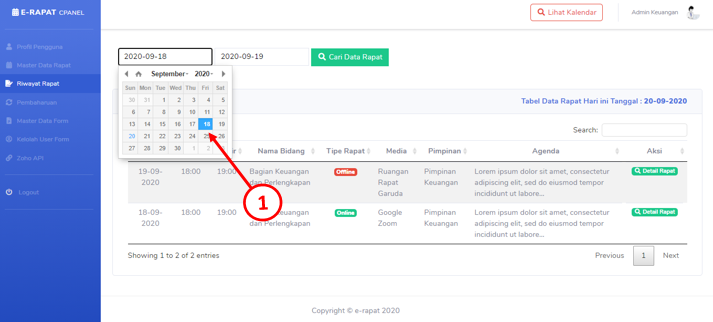 E-RAPAT CPANEL
Lihat Kalendar
Admin Keuangan
Profil Pengguna
Master Data Rapat
Riwayat Rapat
Pembaharuan
Master Data Form
Kelolah User Form
Zahro API
Logout
2020-09-18
2020-09-19
Cari Data Rapat
September 2020
Sun Mon Tue Wed Thu Fri Sat
30 31 1 2 3 4 5
6 7 8 9 10 11 12
13 14 15 16 17 18 19
20 21 22 23 24 25 26
27 28 29 30 1 2
Tabel Data Rapat Hari ini Tanggal : 20-09-2020
Search:
Nama Bidang Tipe Rapat Media Pimpinan Agenda Aksi
19-09-2020 18:00 19:00 Bagian Keuangan dan Perlengkapan Offline Ruangan Rapat Garuda Pimpinan Keuangan Lorem ipsum dolor sit amet, consectetur adipiscing elit, sed do eiusmod tempor incididunt ut labore... Detail Rapat
18-09-2020 18:00 19:00 Keuangan dan Perlengkapan Online Google Zoom Pimpinan Keuangan Lorem ipsum dolor sit amet, consectetur adipiscing elit, sed do eiusmod tempor incididunt ut labore... Detail Rapat
1
Showing 1 to 2 of 2 entries
Previous 1 Next
Copyright © e-rapat 2020